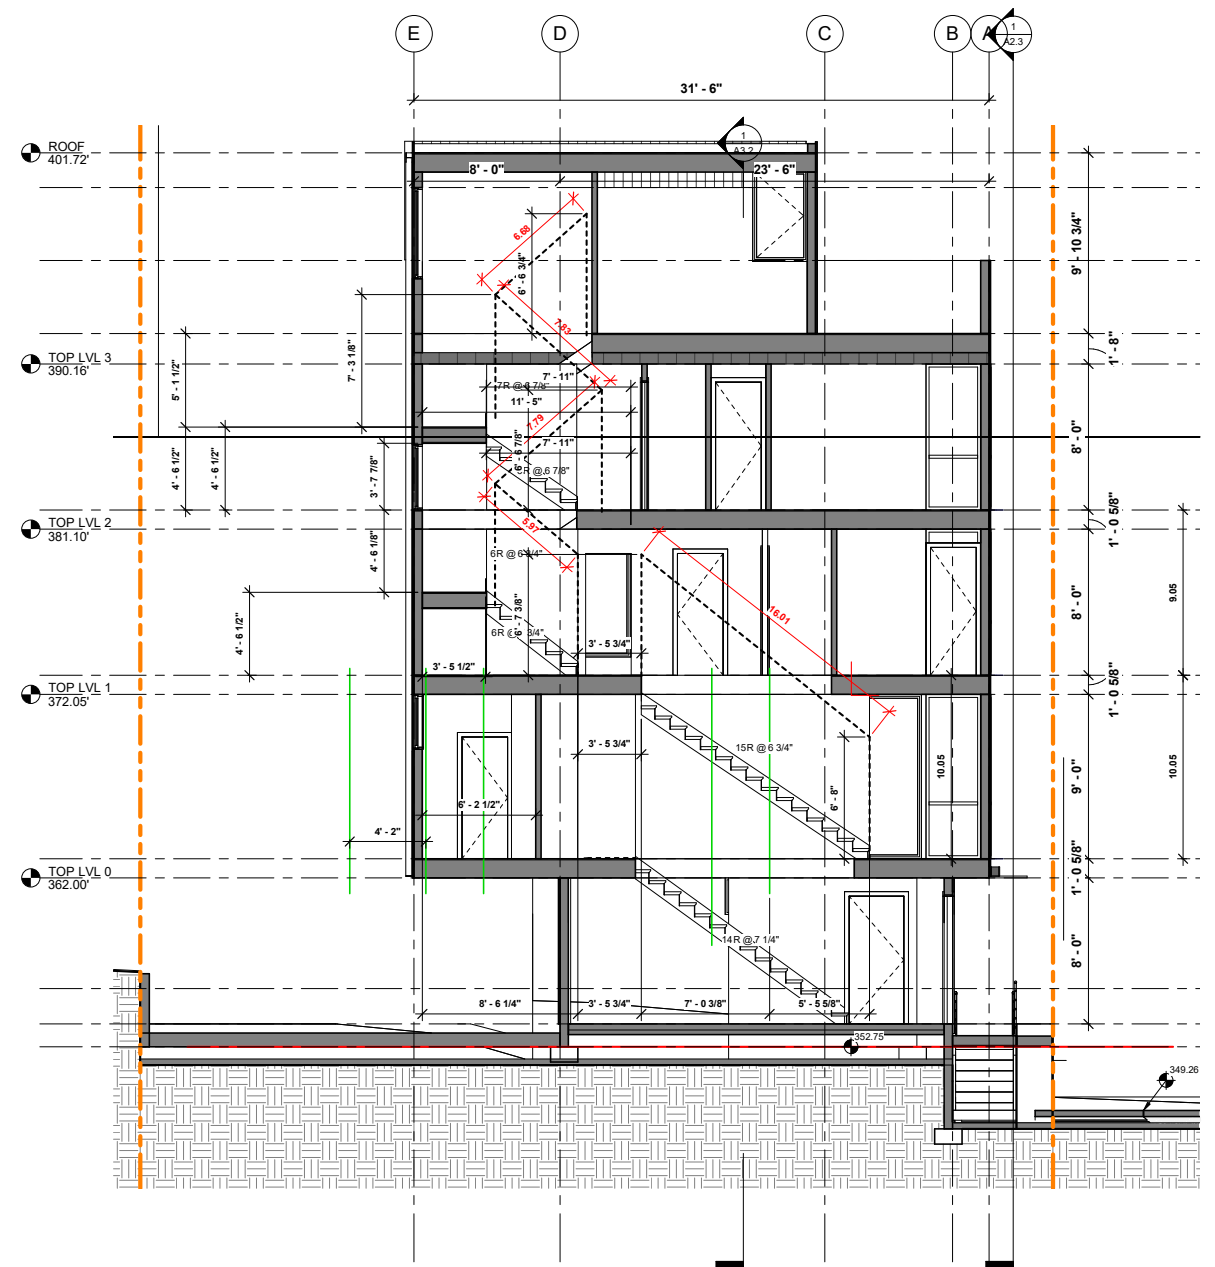 E
D
C
B
A
1
A2.3
31' - 6"
ROOF
401.72'
1
A3.2
8' - 0"
23' - 6"
6.68
6' - 6 3/4"
9' - 10 3/4"
7' - 3 1/8"
7.83
TOP LVL 3
390.16'
1' - 8"
5' - 1 1/2"
7' - 11"
7R @ 6 7/8"
11' - 5"
7.79
7' - 11"
6' - 6 7/8"
8' - 0"
4' - 6 1/2"
4' - 6 1/2"
3' - 7 7/8"
R @ 6 7/8"
TOP LVL 2
381.10'
5.97
1' - 0 5/8"
4' - 6 1/8"
6R @ 6 3/4"
9.05
8' - 0"
16.01
4' - 6 1/2"
6' - 7 3/8"
6R @ 6 3/4"
3' - 5 3/4"
3' - 5 1/2"
TOP LVL 1
372.05'
1' - 0 5/8"
3' - 5 3/4"
15R @ 6 3/4"
10.05
10.05
9' - 0"
6' - 8"
6' - 2 1/2"
4' - 2"
TOP LVL 0
362.00'
1' - 0 5/8"
14R @ 7 1/4"
8' - 0"
8' - 6 1/4"
3' - 5 3/4"
7' - 0 3/8"
5' - 5 5/8"
352.75
349.26